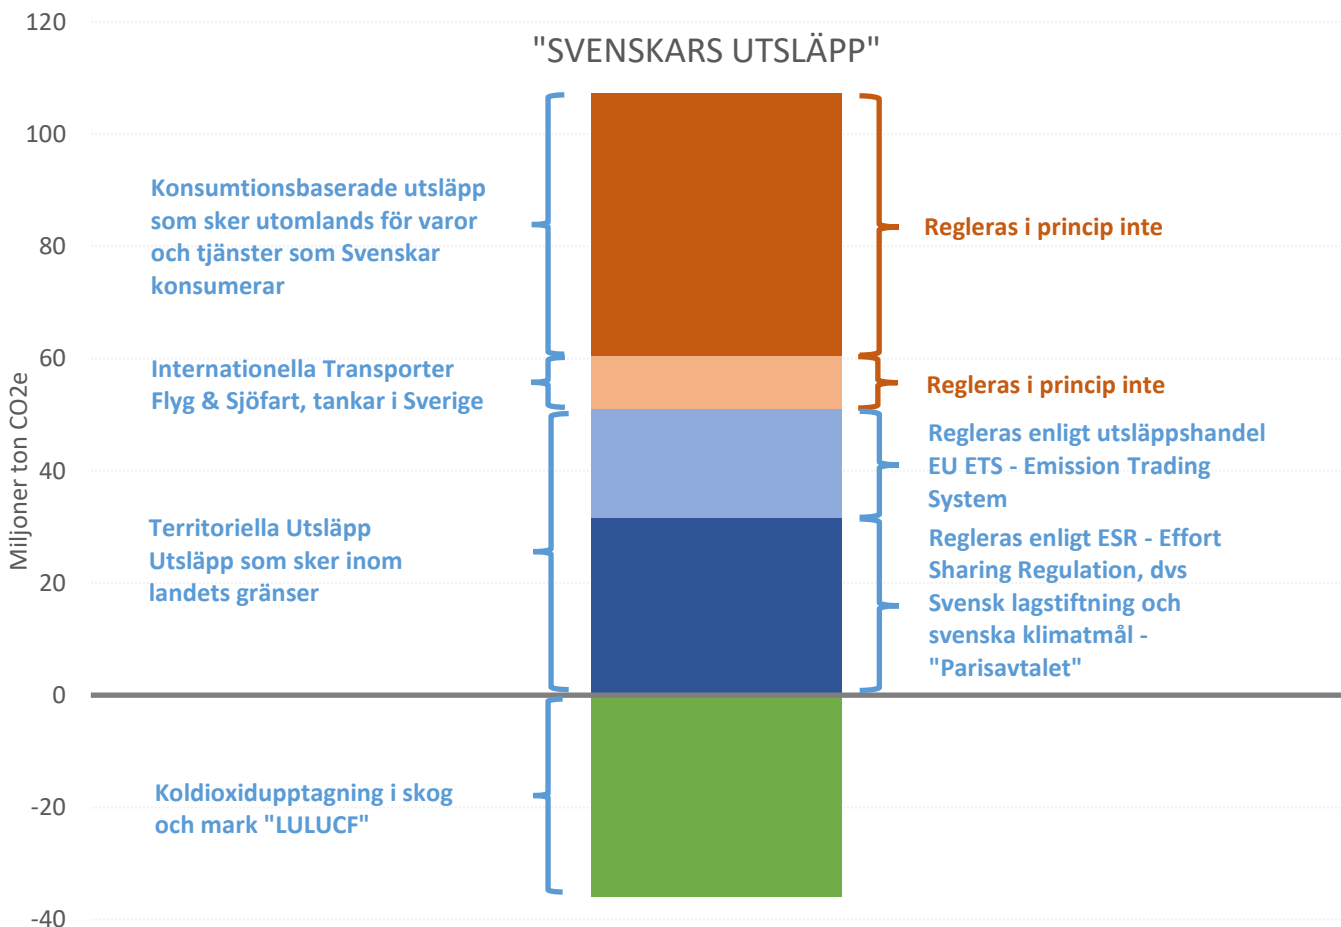 "SVENSKARS UTSLÄPP"
Miljoner ton CO2e
120
100
80
60
40
20
0
-20
-40
Konsumtionsbaserade utsläpp
som sker utomlands för varor
och tjänster som Svenskar
konsumerar
Regleras i princip inte
Internationella Transporter
Flyg & Sjöfart, tankar i Sverige
Regleras i princip inte
Territoriella Utsläpp
Utsläpp som sker inom
landets gränser
Regleras enligt utsläppshandel
EU ETS - Emission Trading
System
Regleras enligt ESR - Effort
Sharing Regulation, dvs
Svensk lagstiftning och
svenska klimatmål -
"Parisavtalet"
Koldioxidupptagning i skog
och mark "LULUCF"